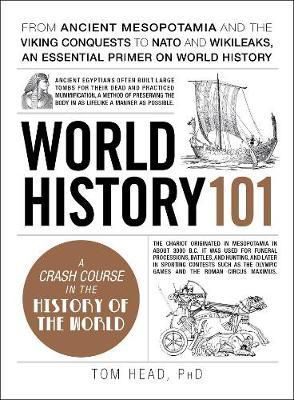 FROM ANCIENT MESOPOTAMIA AND THE
VIKING CONQUESTS TO NATO AND WIKILEAKS,
AN ESSENTIAL PRIMER ON WORLD HISTORY
ANCIENT EGYPTIANS OFTEN BUILT LARGE
TOMBS FOR THEIR DEAD AND PRACTICED
MUMMIFICATION, A METHOD OF PRESERVING THE
BODY IN AS LIFELIKE A MANNER AS POSSIBLE.
WORLD
HISTORY 101
A
CRASH COURSE
IN THE
HISTORY OF THE
WORLD
THE CHARIOT ORIGINATED IN MESOPOTAMIA IN
ABOUT 3000 B.C. IT WAS USED FOR FUNERAL
PROCESSIONS, BATTLES, AND HUNTING, AND LATER
IN SPORTING CONTESTS SUCH AS THE OLYMPIC
GAMES AND THE ROMAN CIRCUS MAXIMUS.
TOM HEAD, PhD